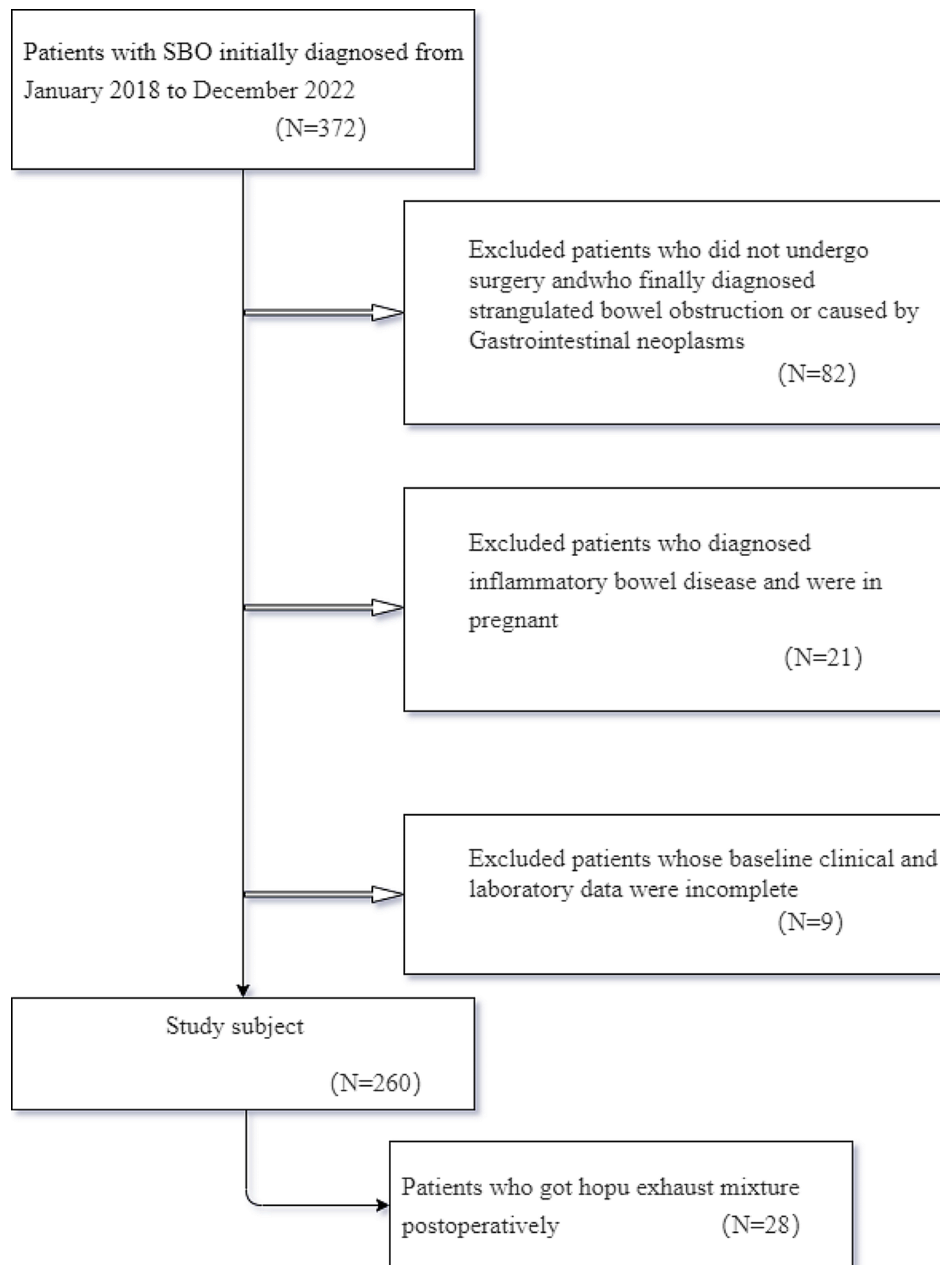 Patients with SBO initially diagnosed from
January 2018 to December 2022
(N=372)
Excluded patients who did not undergo
surgery andwho finally diagnosed
strangulated bowel obstruction or caused by
Gastrointestinal neoplasms
(N=82)
Excluded patients who diagnosed
inflammatory bowel disease and were in
pregnant
(N=21)
Excluded patients whose baseline clinical and
laboratory data were incomplete
(N=9)
Study subject
(N=260)
Patients who got hopu exhaust mixture
postoperatively (N=28)